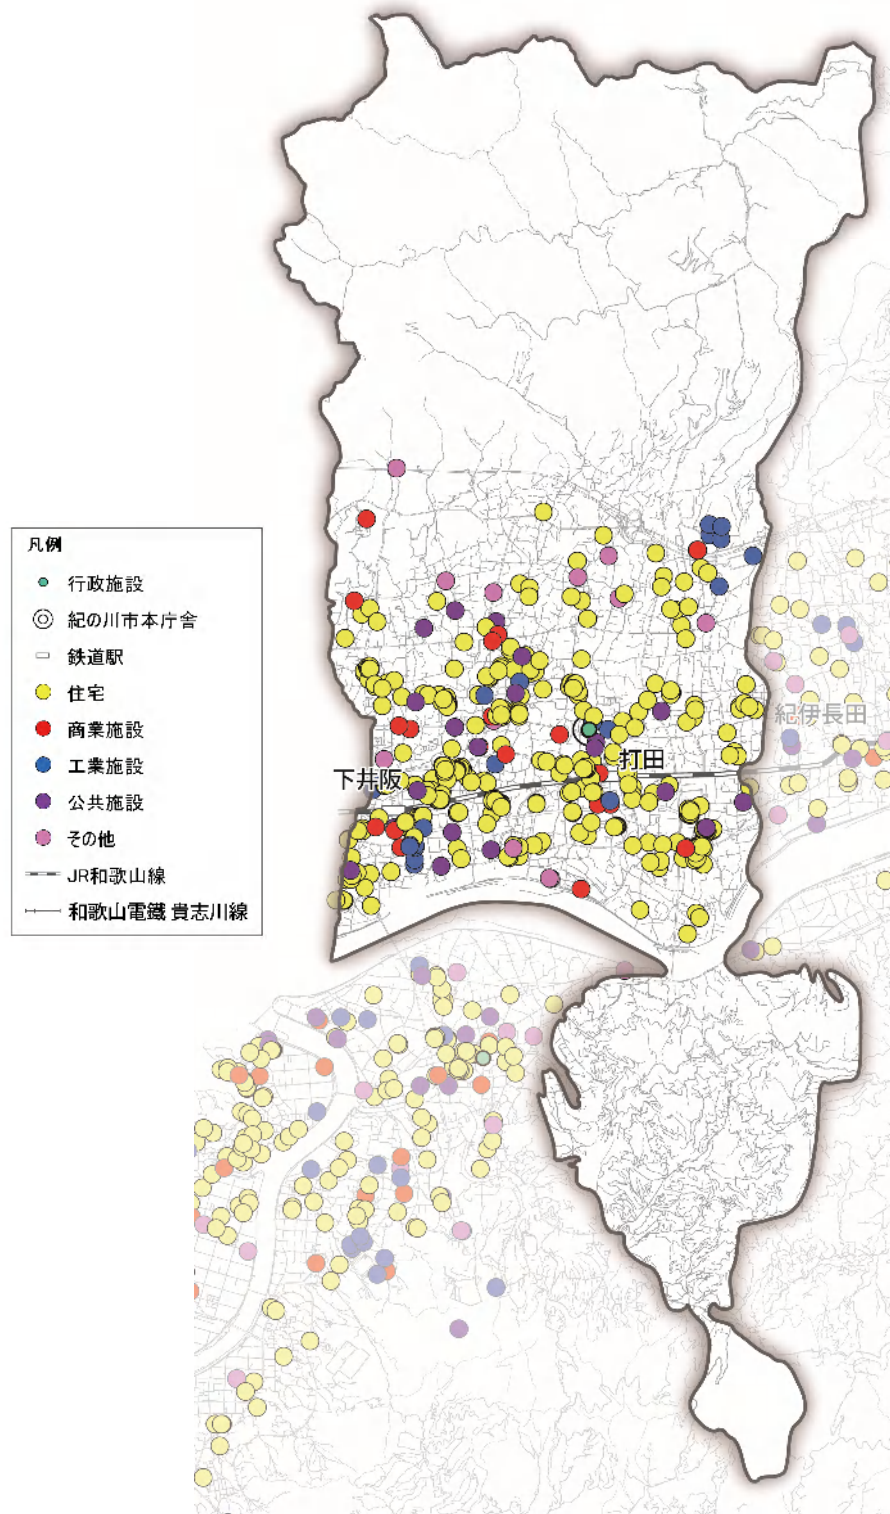 凡例
行政施設
紀の川市本庁舎
鉄道駅
住宅
商業施設
工業施設
公共施設
その他
JR和歌山線
和歌山電鐵 貴志川線
紀伊長田
打田
下井阪